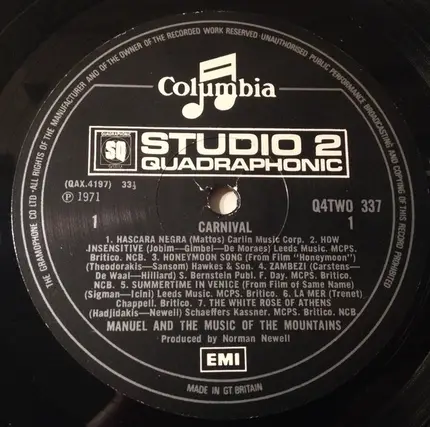 THE GRAMOPHONE CO LTD · ALL RIGHTS OF THE MANUFACTURER AND OF THE OWNER OF THE RECORDED WORK RESERVED · UNAUTHORISED PUBLIC PERFORMANCE BROADCASTING AND COPYING OF THIS RECORD PROHIBITED
Columbia
QUADRAPHONIC
SQ
STUDIO 2
QUADRAPHONIC
(QAX.4197) 33⅓
Ⓟ 1971
Q4TWO 337
1
1
CARNIVAL
1. HASCARA NEGRA (Mattos) Carlin Music Corp. 2. HOW
INSENSITIVE (Jobim—Gimbel—De Moraes) Leeds Music. MCPS.
Britico. NCB. 3. HONEYMOON SONG (From Film "Honeymoon")
(Theodorakis—Sansom) Hawkes & Son. 4. ZAMBEZI (Carstens—
De Waal—Hilliard) S. Bernstein Publ. F. Day. MCPS. Britico.
5. SUMMERTIME IN VENICE (From Film of Same Name)
(Sigman—Icini) Leeds Music. MCPS. Britico. 6. LA MER (Trenet)
Chappell. Britico. 7. THE WHITE ROSE OF ATHENS
(Hadjidakis—Newell) Schaeffers Kassner. MCPS. Britico. NCB
MANUEL AND THE MUSIC OF THE MOUNTAINS
Produced by Norman Newell
EMI
MADE IN GT. BRITAIN